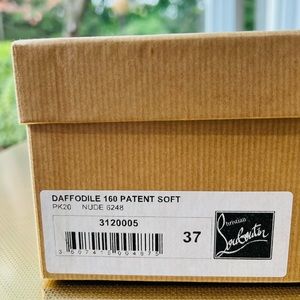 DAFFODILE 160 PATENT SOFT
PK20 NUDE 6248
3120005
37
Christian
Louboutin